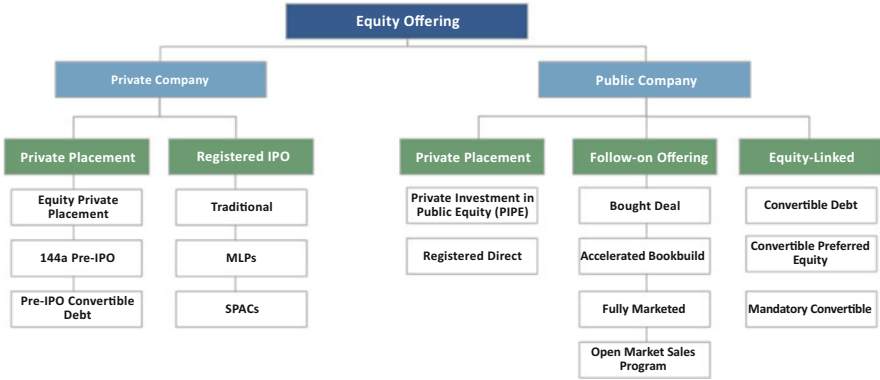 Equity Offering
Private Company
Public Company
Private Placement
Registered IPO
Private Placement
Follow-on Offering
Equity-Linked
Equity Private
Placement
144a Pre-IPO
Pre-IPO Convertible
Debt
Traditional
MLPs
SPACs
Private Investment in
Public Equity (PIPE)
Registered Direct
Bought Deal
Accelerated Bookbuild
Fully Marketed
Open Market Sales
Program
Convertible Debt
Convertible Preferred
Equity
Mandatory Convertible